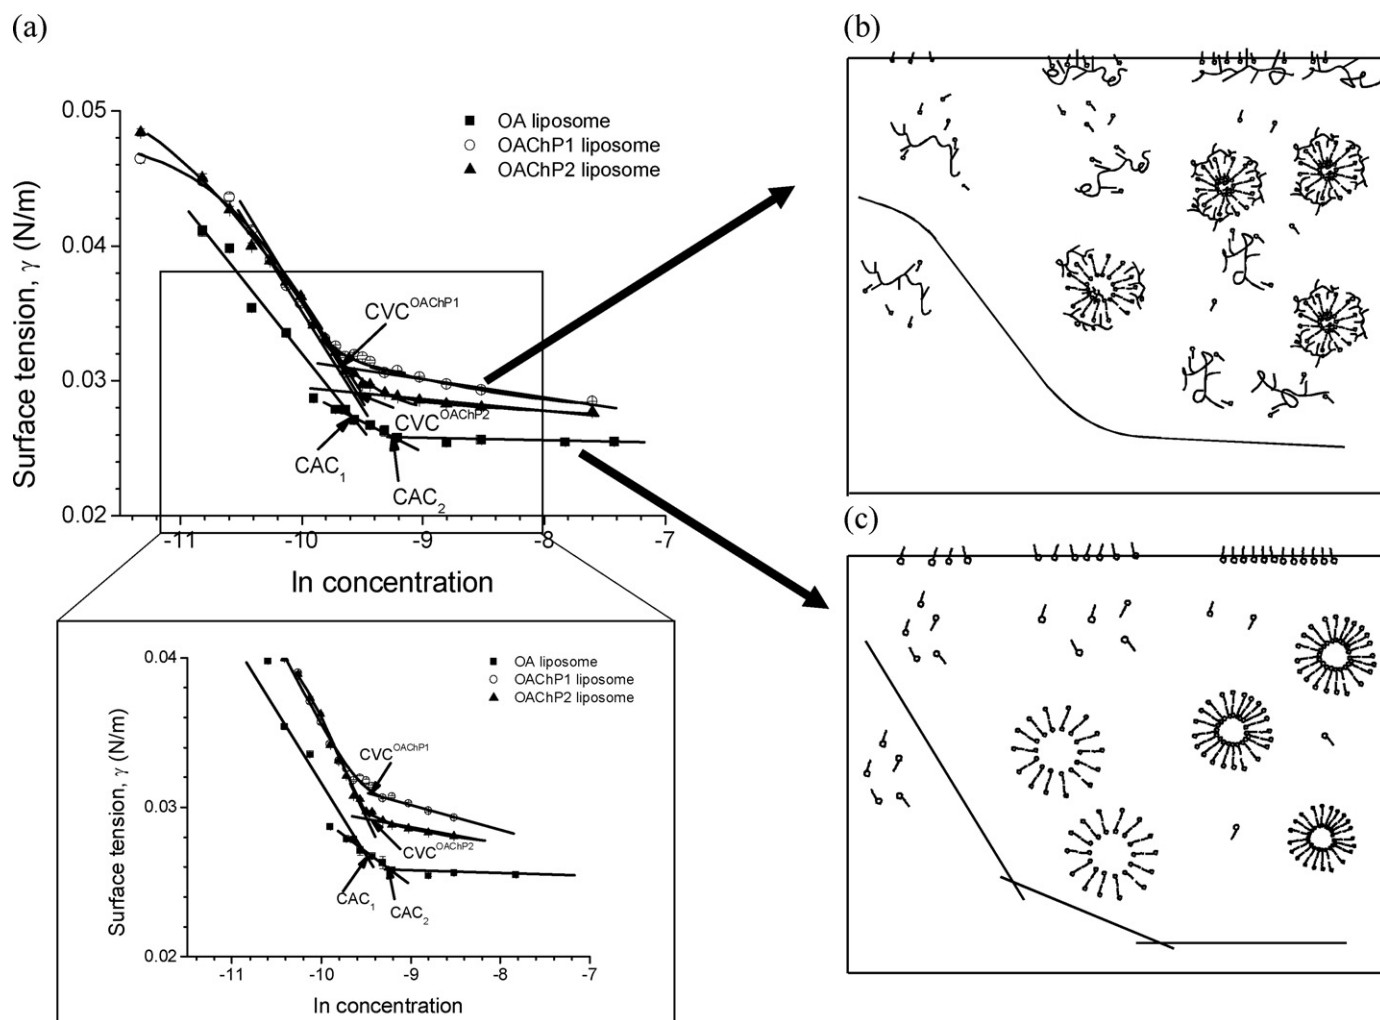 (a)
Surface tension, γ (N/m)
0.05
0.04
0.03
0.02
OA liposome
OAChP1 liposome
OAChP2 liposome
CVC^OAChP1
CVC^OAChP2
CAC₁
CAC₂
-11 -10 -9 -8 -7
ln concentration
Surface tension, γ (N/m)
0.04
0.03
0.02
OA liposome
OAChP1 liposome
OAChP2 liposome
CVC^OAChP1
CVC^OAChP2
CAC₁
CAC₂
-11 -10 -9 -8 -7
ln concentration
(b)
(c)